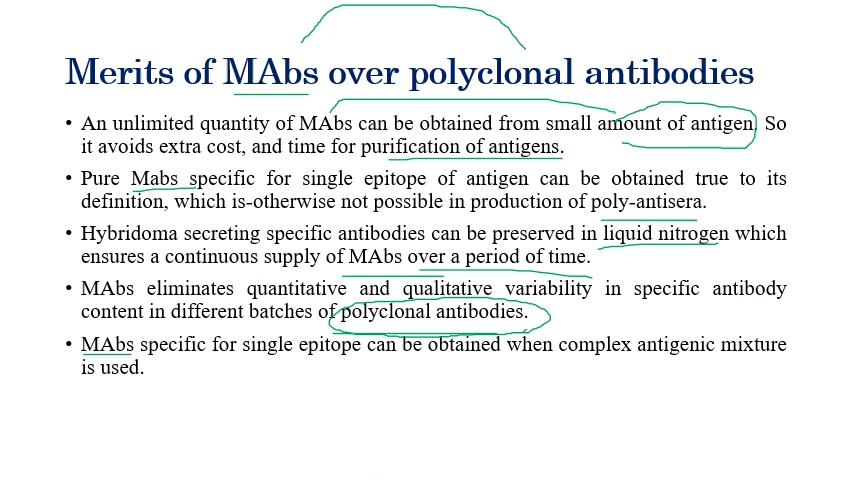 Merits of MAbs over polyclonal antibodies
• An unlimited quantity of MAbs can be obtained from small amount of antigen. So
it avoids extra cost, and time for purification of antigens.
• Pure Mabs specific for single epitope of antigen can be obtained true to its
definition, which is-otherwise not possible in production of poly-antisera.
• Hybridoma secreting specific antibodies can be preserved in liquid nitrogen which
ensures a continuous supply of MAbs over a period of time.
• MAbs eliminates quantitative and qualitative variability in specific antibody
content in different batches of polyclonal antibodies.
• MAbs specific for single epitope can be obtained when complex antigenic mixture
is used.